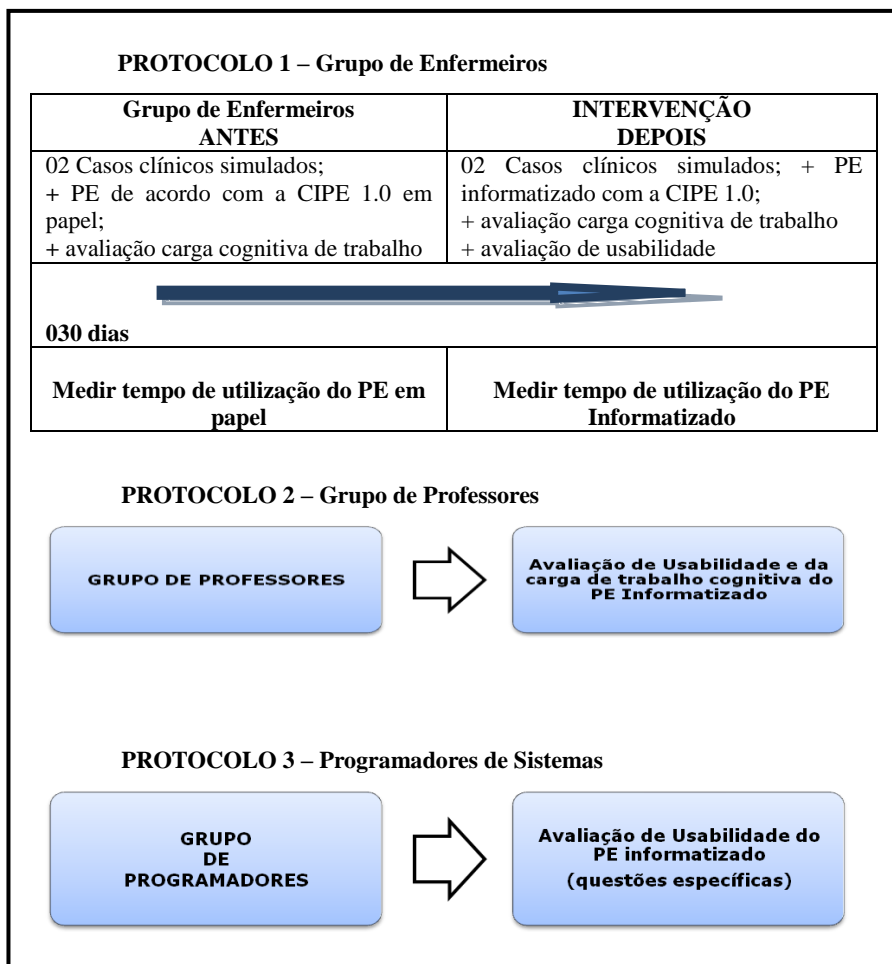 PROTOCOLO 1 – Grupo de Enfermeiros
Grupo de Enfermeiros
ANTES
02 Casos clínicos simulados;
+ PE de acordo com a CIPE 1.0 em
papel;
+ avaliação carga cognitiva de trabalho
INTERVENÇÃO
DEPOIS
02 Casos clínicos simulados; + PE
informatizado com a CIPE 1.0;
+ avaliação carga cognitiva de trabalho
+ avaliação de usabilidade
030 dias
Medir tempo de utilização do PE em
papel
Medir tempo de utilização do PE
Informatizado
PROTOCOLO 2 – Grupo de Professores
GRUPO DE PROFESSORES
Avaliação de Usabilidade e da
carga de trabalho cognitiva do
PE Informatizado
PROTOCOLO 3 – Programadores de Sistemas
GRUPO
DE
PROGRAMADORES
Avaliação de Usabilidade do
PE informatizado
(questões específicas)